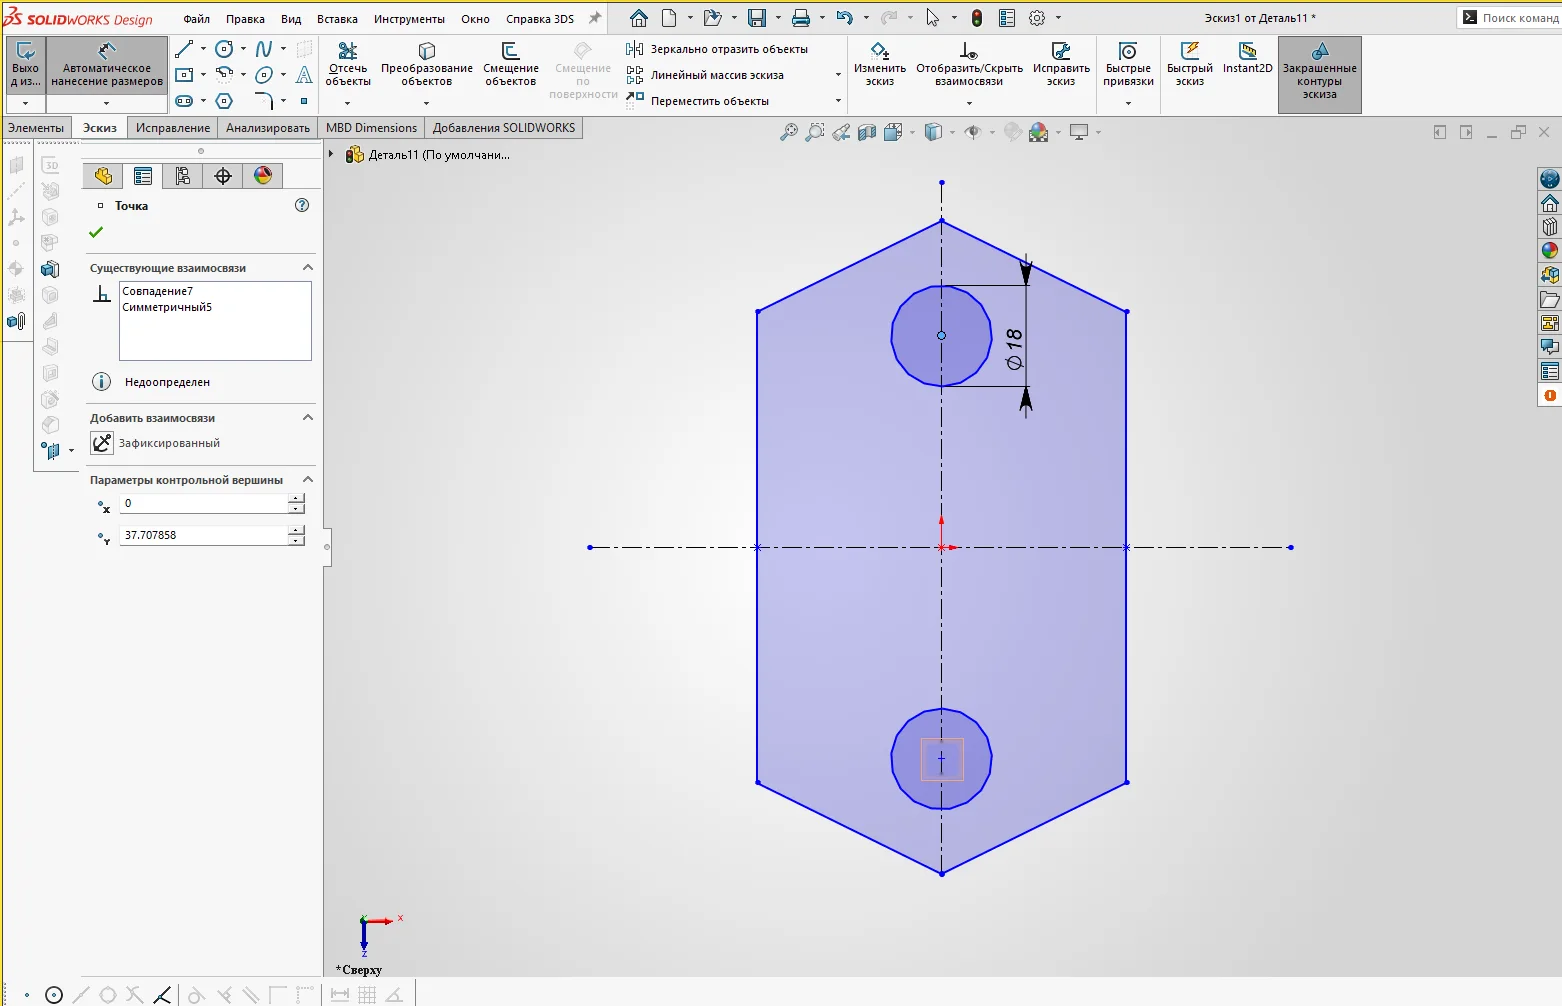 SOLIDWORKS Design
Файл Правка Вид Вставка Инструменты Окно Справка 3DS
Эскиз1 от Деталь11 *
Поиск команд
Выхо
д из...
Автоматическое
нанесение размеров
Отсечь
объекты
Преобразование
объектов
Смещение
объектов
Смещение
по
поверхности
Зеркально отразить объекты
Линейный массив эскиза
Переместить объекты
Изменить
эскиз
Отобразить/Скрыть
взаимосвязи
Исправить
эскиз
Быстрые
привязки
Быстрый
эскиз
Instant2D
Закрашенные
контуры
эскиза
Элементы Эскиз Исправление Анализировать MBD Dimensions Добавления SOLIDWORKS
3D
Деталь11 (По умолчани...
Точка
Существующие взаимосвязи
Совпадение7
Симметричный5
Недоопределен
Добавить взаимосвязи
Зафиксированный
Параметры контрольной вершины
X 0
Y 37.707858
∅18
X
Y
Z
*Сверху